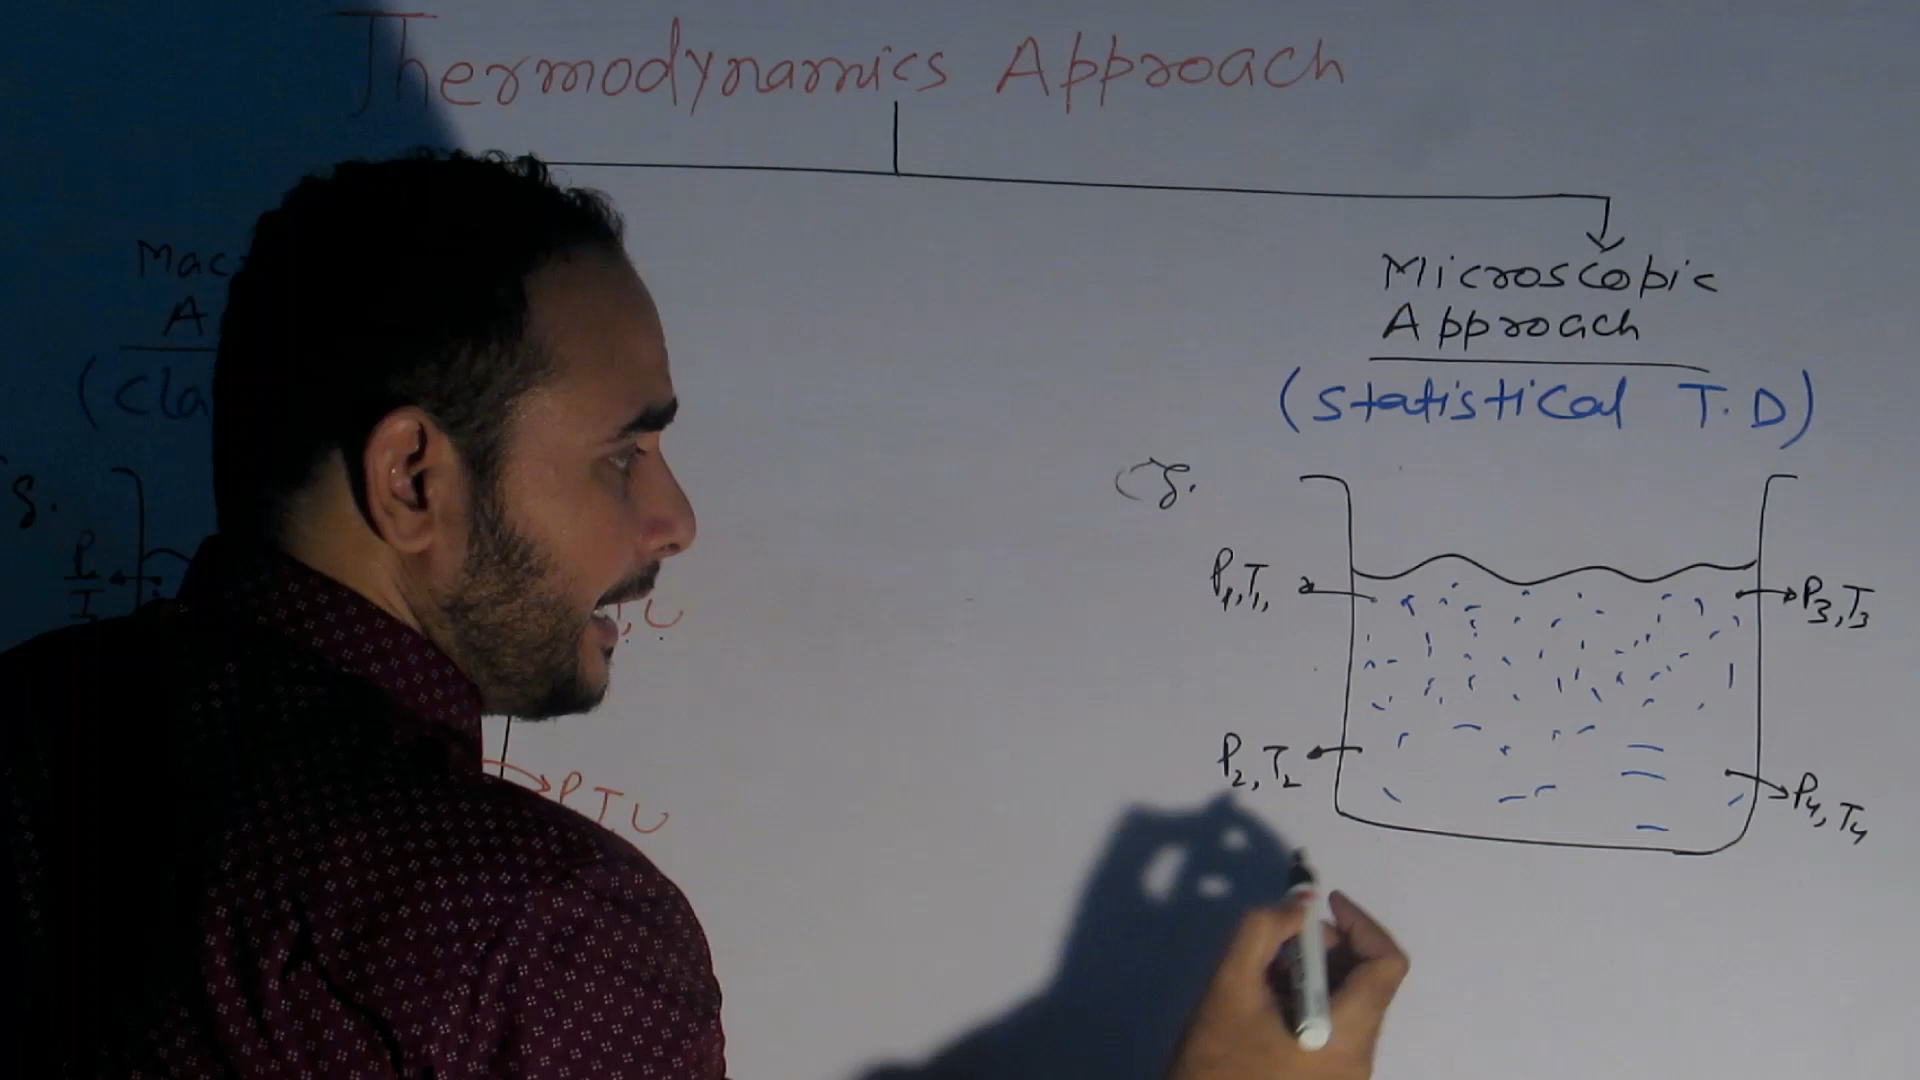 Thermodynamics Approach
Mac
A
(Cla
Microscopic
Approach
(Statistical T.D)
eg.
P
P1,T1,
P3,T3
P2,T2
P4,T4
,U
P,T,U